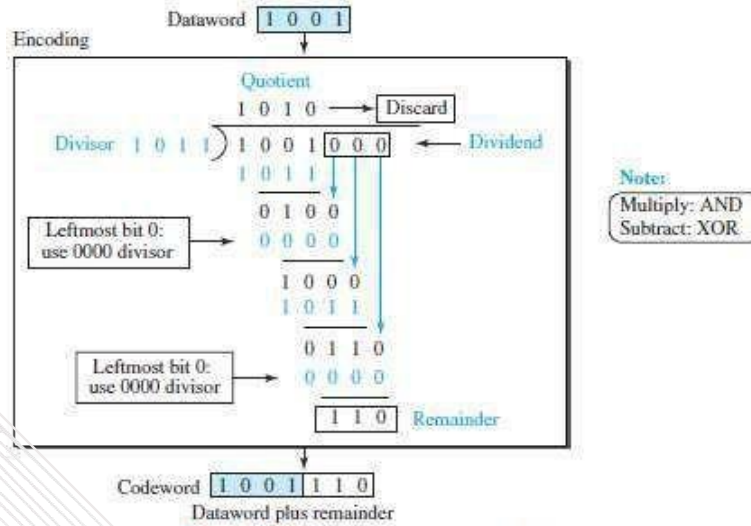 Dataword 1 0 0 1
Encoding
Quotient
1 0 1 0 Discard
Divisor 1 0 1 1 ) 1 0 0 1 0 0 0 Dividend
1 0 1 1
0 1 0 0
Leftmost bit 0:
use 0000 divisor
0 0 0 0
1 0 0 0
1 0 1 1
0 1 1 0
Leftmost bit 0:
use 0000 divisor
0 0 0 0
1 1 0 Remainder
Note:
Multiply: AND
Subtract: XOR
Codeword 1 0 0 1 1 1 0
Dataword plus remainder